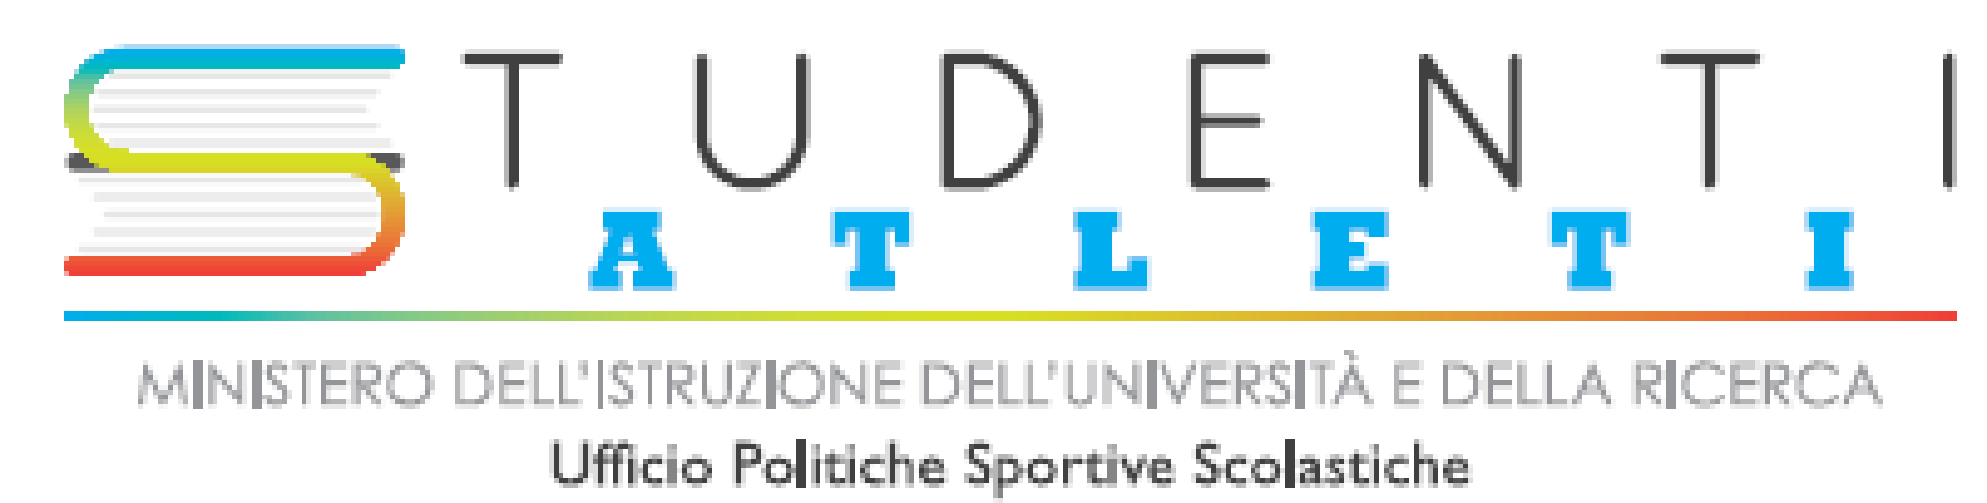 STUDENTI
ATLETI
MINISTERO DELL'ISTRUZIONE DELL'UNIVERSITÀ E DELLA RICERCA
Ufficio Politiche Sportive Scolastiche